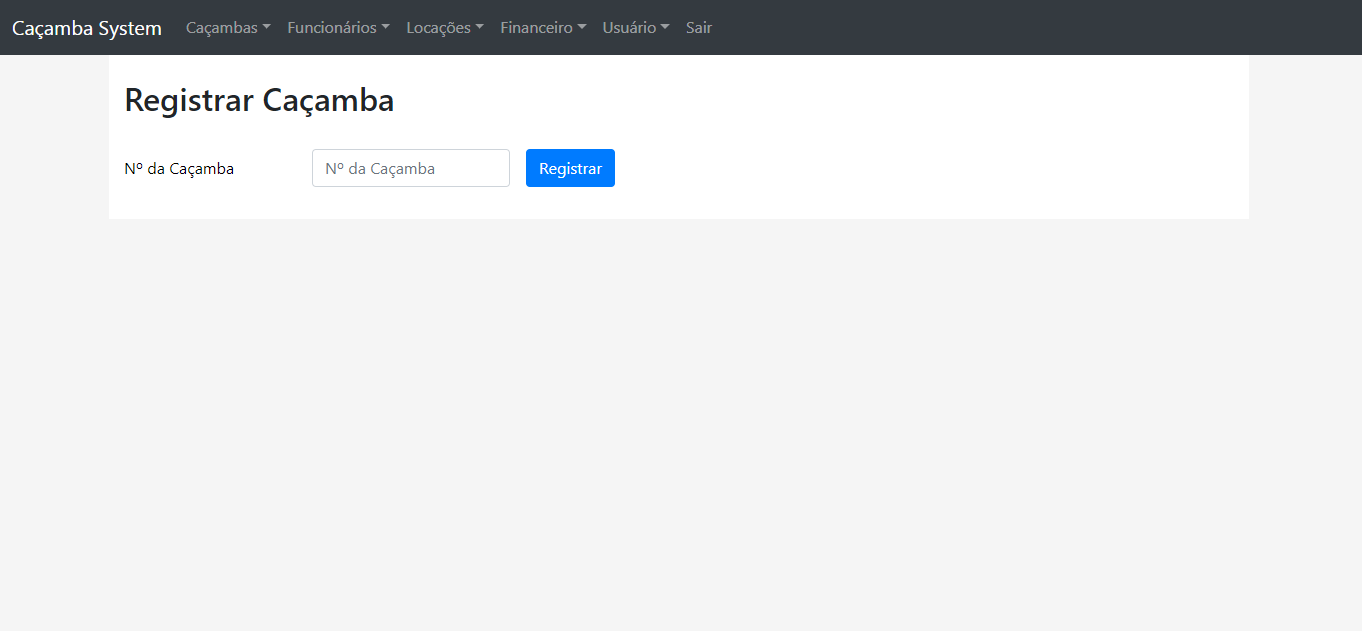 Caçamba System Caçambas Funcionários Locações Financeiro Usuário Sair
Registrar Caçamba
Nº da Caçamba Nº da Caçamba Registrar